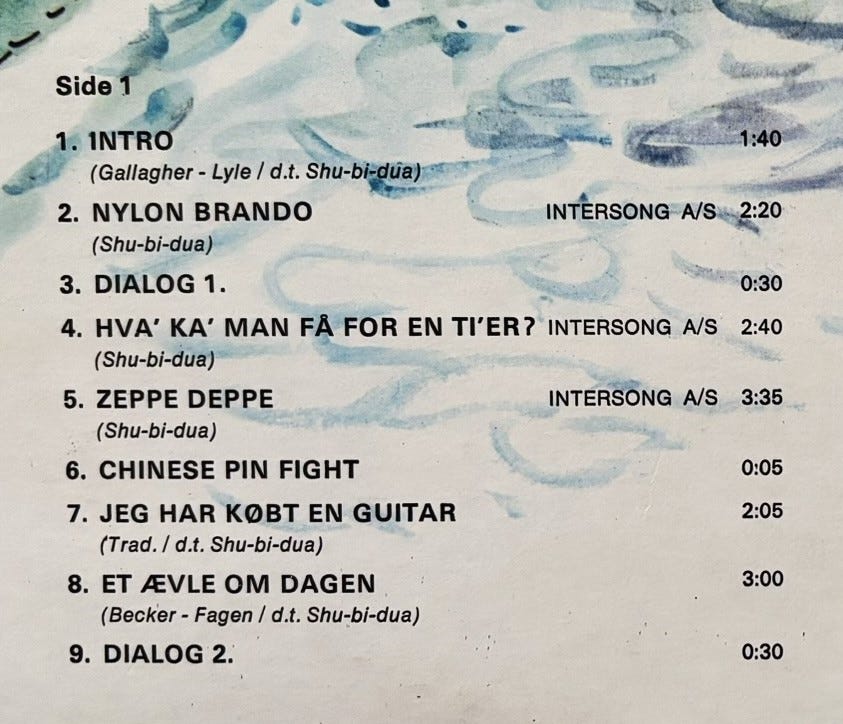 Side 1
1. INTRO 1:40
(Gallagher - Lyle / d.t. Shu-bi-dua)
2. NYLON BRANDO INTERSONG A/S 2:20
(Shu-bi-dua)
3. DIALOG 1. 0:30
4. HVA' KA' MAN FÅ FOR EN TI'ER? INTERSONG A/S 2:40
(Shu-bi-dua)
5. ZEPPE DEPPE INTERSONG A/S 3:35
(Shu-bi-dua)
6. CHINESE PIN FIGHT 0:05
7. JEG HAR KØBT EN GUITAR 2:05
(Trad. / d.t. Shu-bi-dua)
8. ET ÆVLE OM DAGEN 3:00
(Becker - Fagen / d.t. Shu-bi-dua)
9. DIALOG 2. 0:30